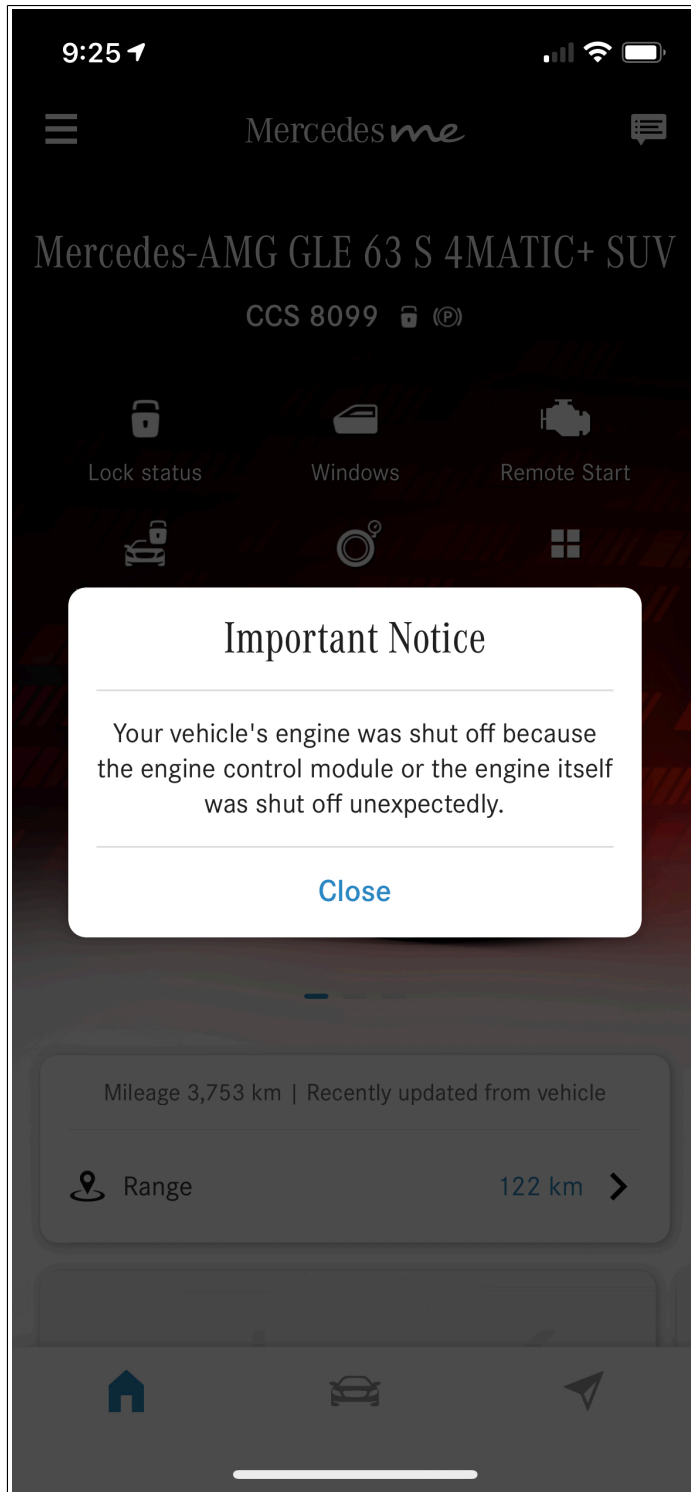 9:25
Mercedes me
Mercedes-AMG GLE 63 S 4MATIC+ SUV
CCS 8099 (P)
Lock status Windows Remote Start
Important Notice
Your vehicle's engine was shut off because
the engine control module or the engine itself
was shut off unexpectedly.
Close
Mileage 3,753 km | Recently updated from vehicle
Range 122 km